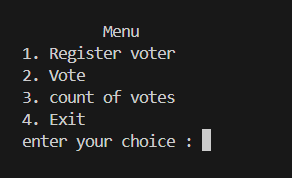 Menu
1. Register voter
2. Vote
3. count of votes
4. Exit
enter your choice :